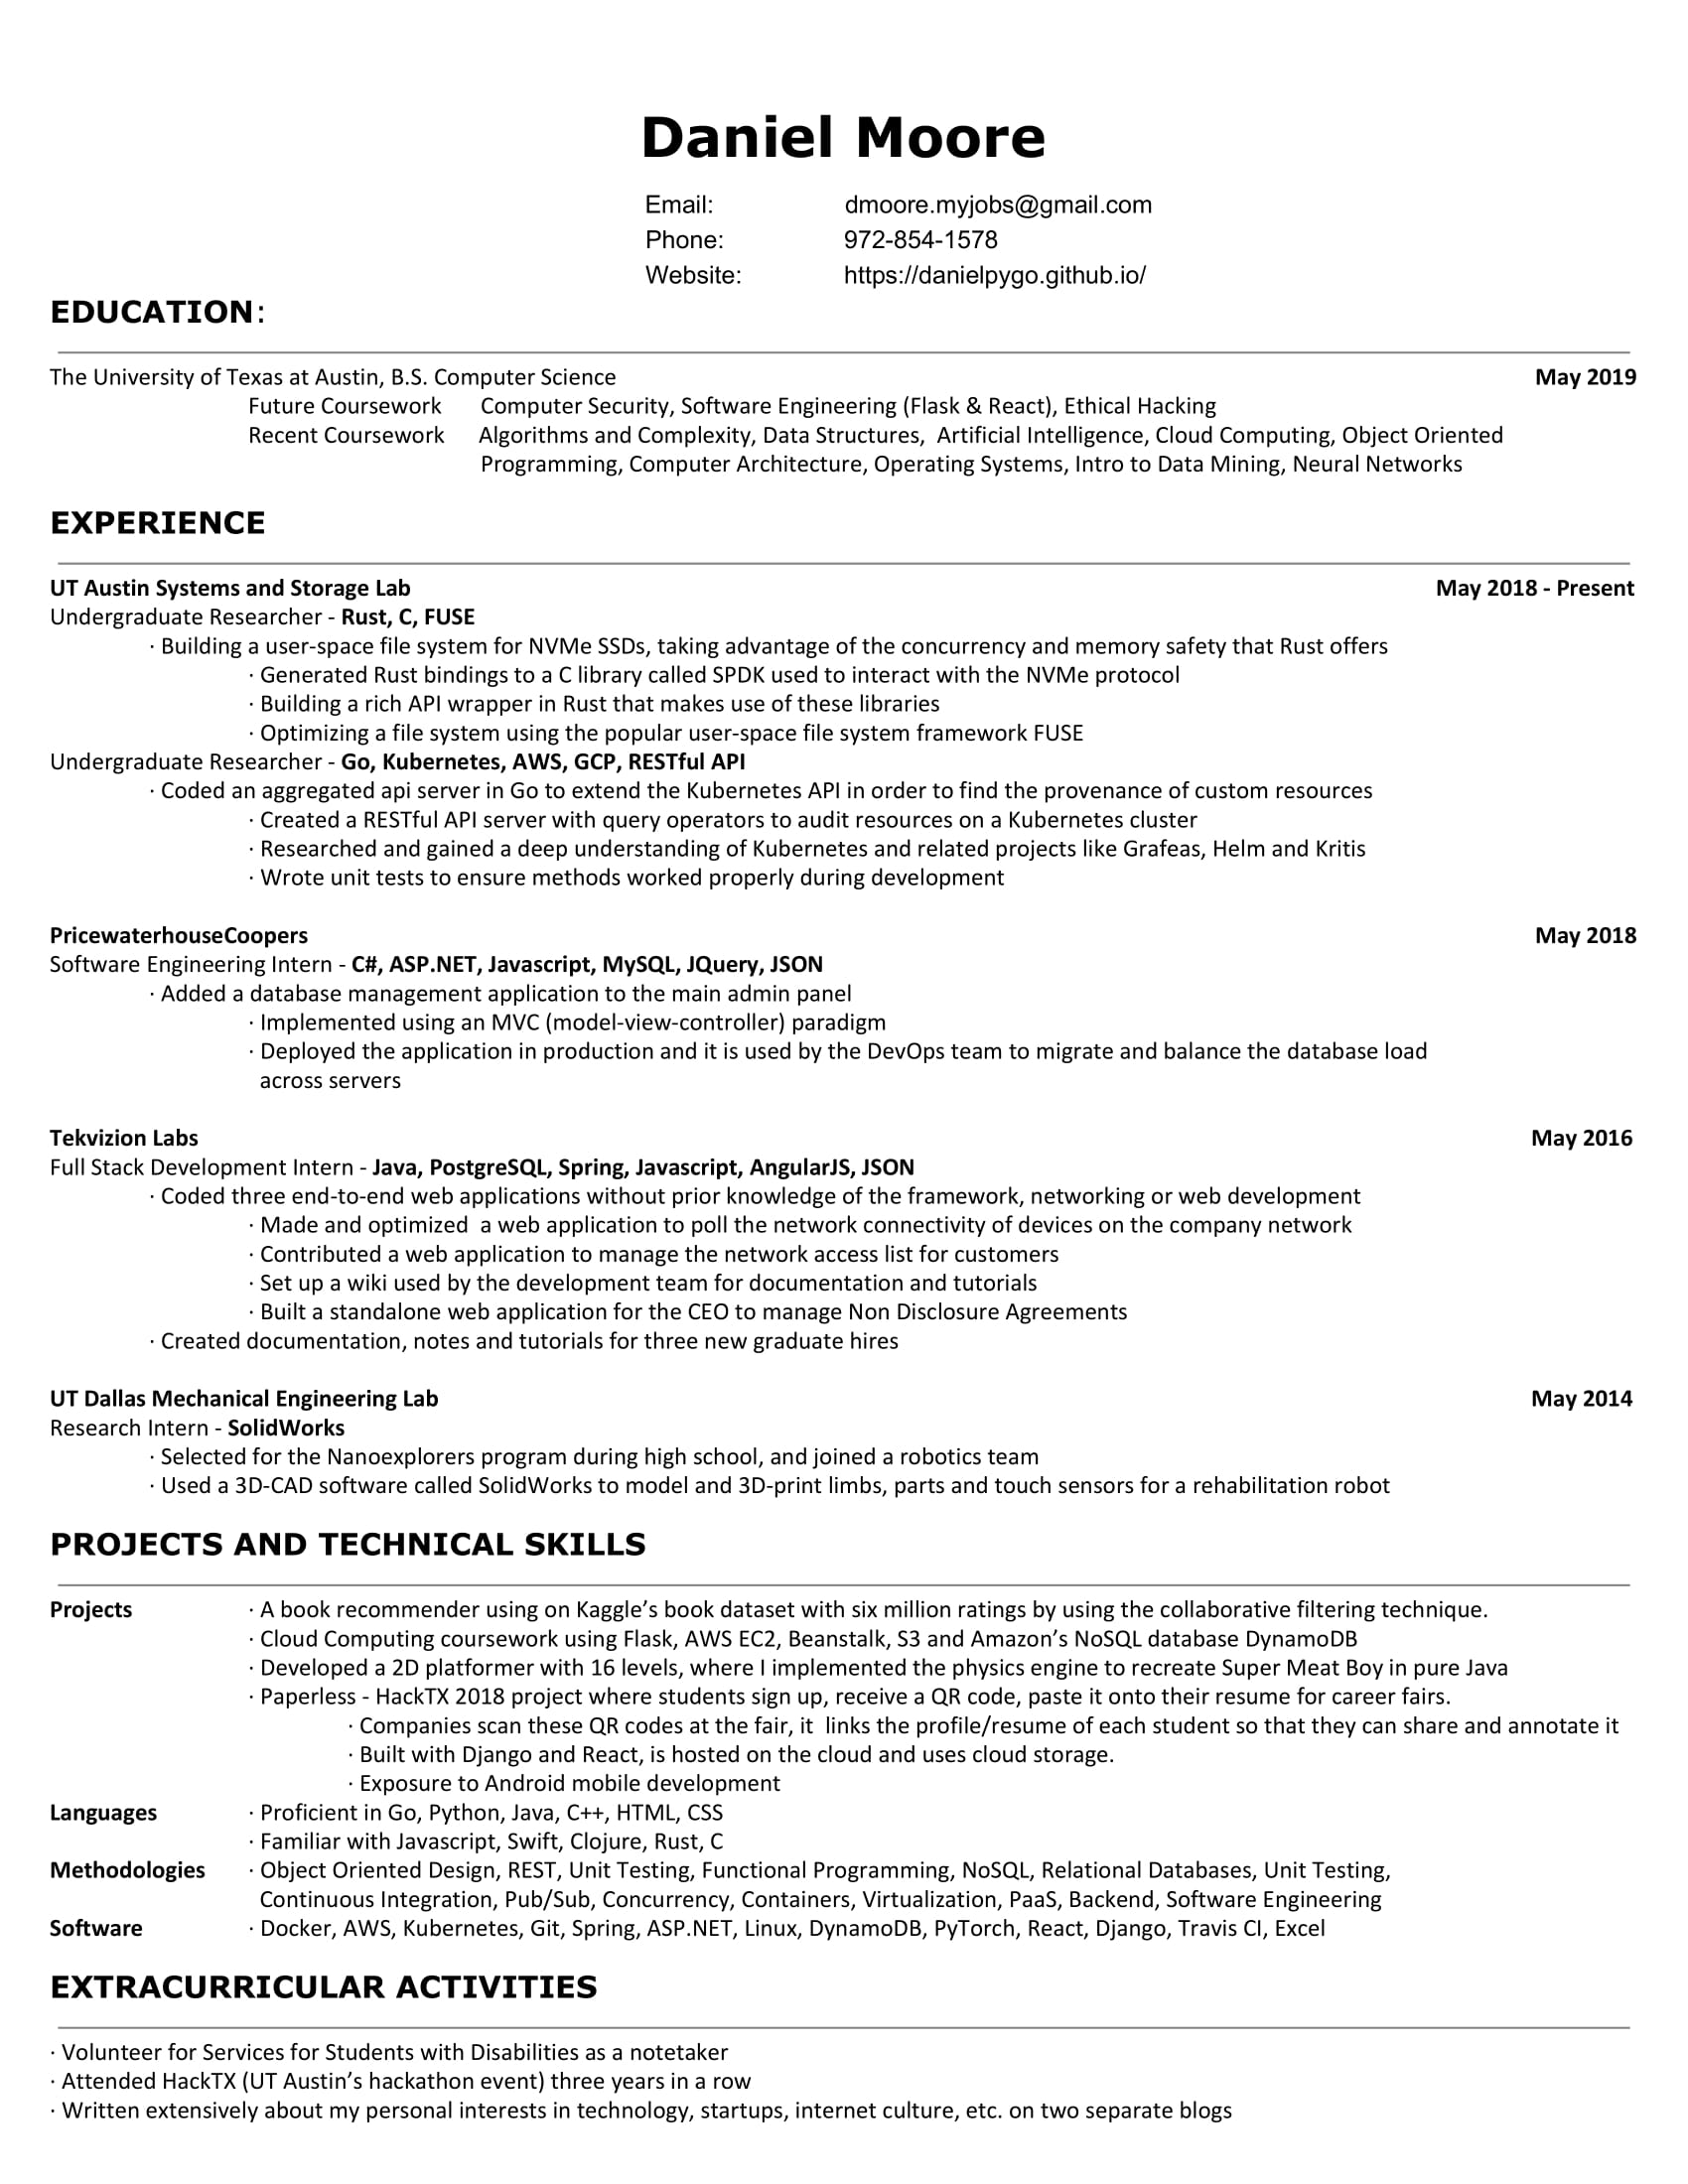 Daniel Moore
Email: dmoore.myjobs@gmail.com
Phone: 972-854-1578
Website: https://danielpygo.github.io/
EDUCATION:
The University of Texas at Austin, B.S. Computer Science May 2019
Future Coursework Computer Security, Software Engineering (Flask & React), Ethical Hacking
Recent Coursework Algorithms and Complexity, Data Structures, Artificial Intelligence, Cloud Computing, Object Oriented
Programming, Computer Architecture, Operating Systems, Intro to Data Mining, Neural Networks
EXPERIENCE
UT Austin Systems and Storage Lab May 2018 - Present
Undergraduate Researcher - Rust, C, FUSE
· Building a user-space file system for NVMe SSDs, taking advantage of the concurrency and memory safety that Rust offers
· Generated Rust bindings to a C library called SPDK used to interact with the NVMe protocol
· Building a rich API wrapper in Rust that makes use of these libraries
· Optimizing a file system using the popular user-space file system framework FUSE
Undergraduate Researcher - Go, Kubernetes, AWS, GCP, RESTful API
· Coded an aggregated api server in Go to extend the Kubernetes API in order to find the provenance of custom resources
· Created a RESTful API server with query operators to audit resources on a Kubernetes cluster
· Researched and gained a deep understanding of Kubernetes and related projects like Grafeas, Helm and Kritis
· Wrote unit tests to ensure methods worked properly during development
PricewaterhouseCoopers May 2018
Software Engineering Intern - C#, ASP.NET, Javascript, MySQL, JQuery, JSON
· Added a database management application to the main admin panel
· Implemented using an MVC (model-view-controller) paradigm
· Deployed the application in production and it is used by the DevOps team to migrate and balance the database load
across servers
Tekvizion Labs May 2016
Full Stack Development Intern - Java, PostgreSQL, Spring, Javascript, AngularJS, JSON
· Coded three end-to-end web applications without prior knowledge of the framework, networking or web development
· Made and optimized a web application to poll the network connectivity of devices on the company network
· Contributed a web application to manage the network access list for customers
· Set up a wiki used by the development team for documentation and tutorials
· Built a standalone web application for the CEO to manage Non Disclosure Agreements
· Created documentation, notes and tutorials for three new graduate hires
UT Dallas Mechanical Engineering Lab May 2014
Research Intern - SolidWorks
· Selected for the Nanoexplorers program during high school, and joined a robotics team
· Used a 3D-CAD software called SolidWorks to model and 3D-print limbs, parts and touch sensors for a rehabilitation robot
PROJECTS AND TECHNICAL SKILLS
Projects · A book recommender using on Kaggle’s book dataset with six million ratings by using the collaborative filtering technique.
· Cloud Computing coursework using Flask, AWS EC2, Beanstalk, S3 and Amazon’s NoSQL database DynamoDB
· Developed a 2D platformer with 16 levels, where I implemented the physics engine to recreate Super Meat Boy in pure Java
· Paperless - HackTX 2018 project where students sign up, receive a QR code, paste it onto their resume for career fairs.
· Companies scan these QR codes at the fair, it links the profile/resume of each student so that they can share and annotate it
· Built with Django and React, is hosted on the cloud and uses cloud storage.
· Exposure to Android mobile development
Languages · Proficient in Go, Python, Java, C++, HTML, CSS
· Familiar with Javascript, Swift, Clojure, Rust, C
Methodologies · Object Oriented Design, REST, Unit Testing, Functional Programming, NoSQL, Relational Databases, Unit Testing,
Continuous Integration, Pub/Sub, Concurrency, Containers, Virtualization, PaaS, Backend, Software Engineering
Software · Docker, AWS, Kubernetes, Git, Spring, ASP.NET, Linux, DynamoDB, PyTorch, React, Django, Travis CI, Excel
EXTRACURRICULAR ACTIVITIES
· Volunteer for Services for Students with Disabilities as a notetaker
· Attended HackTX (UT Austin’s hackathon event) three years in a row
· Written extensively about my personal interests in technology, startups, internet culture, etc. on two separate blogs